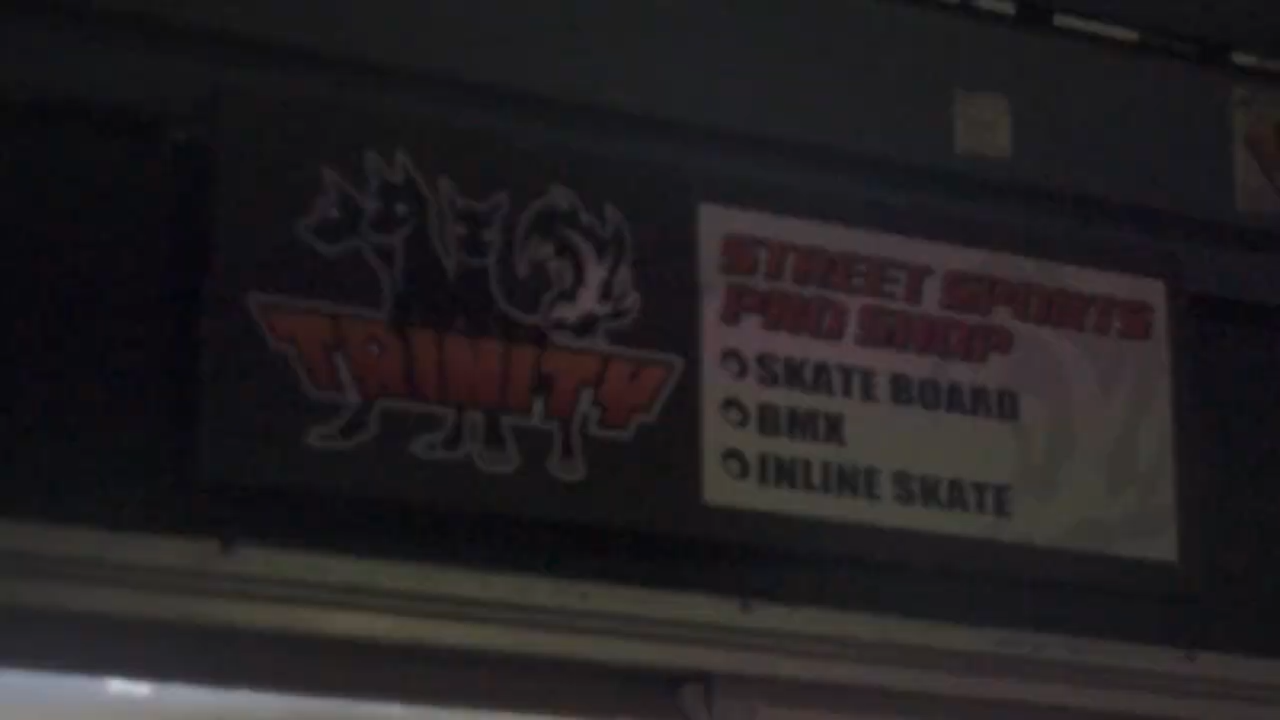 TRINITY
STREET SPORTS
PRO SHOP
SKATE BOARD
BMX
INLINE SKATE